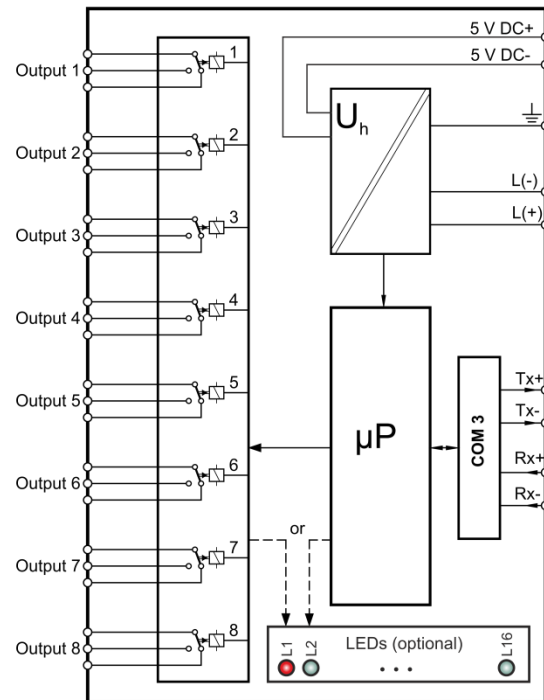 Output 1
1
Output 2
2
Output 3
3
Output 4
4
Output 5
5
Output 6
6
Output 7
7
Output 8
8
5 V DC+
5 V DC-
Uh
L(-)
L(+)
µP
COM 3
Tx+
Tx-
Rx+
Rx-
or
LEDs (optional)
L1
L2
• • •
L16